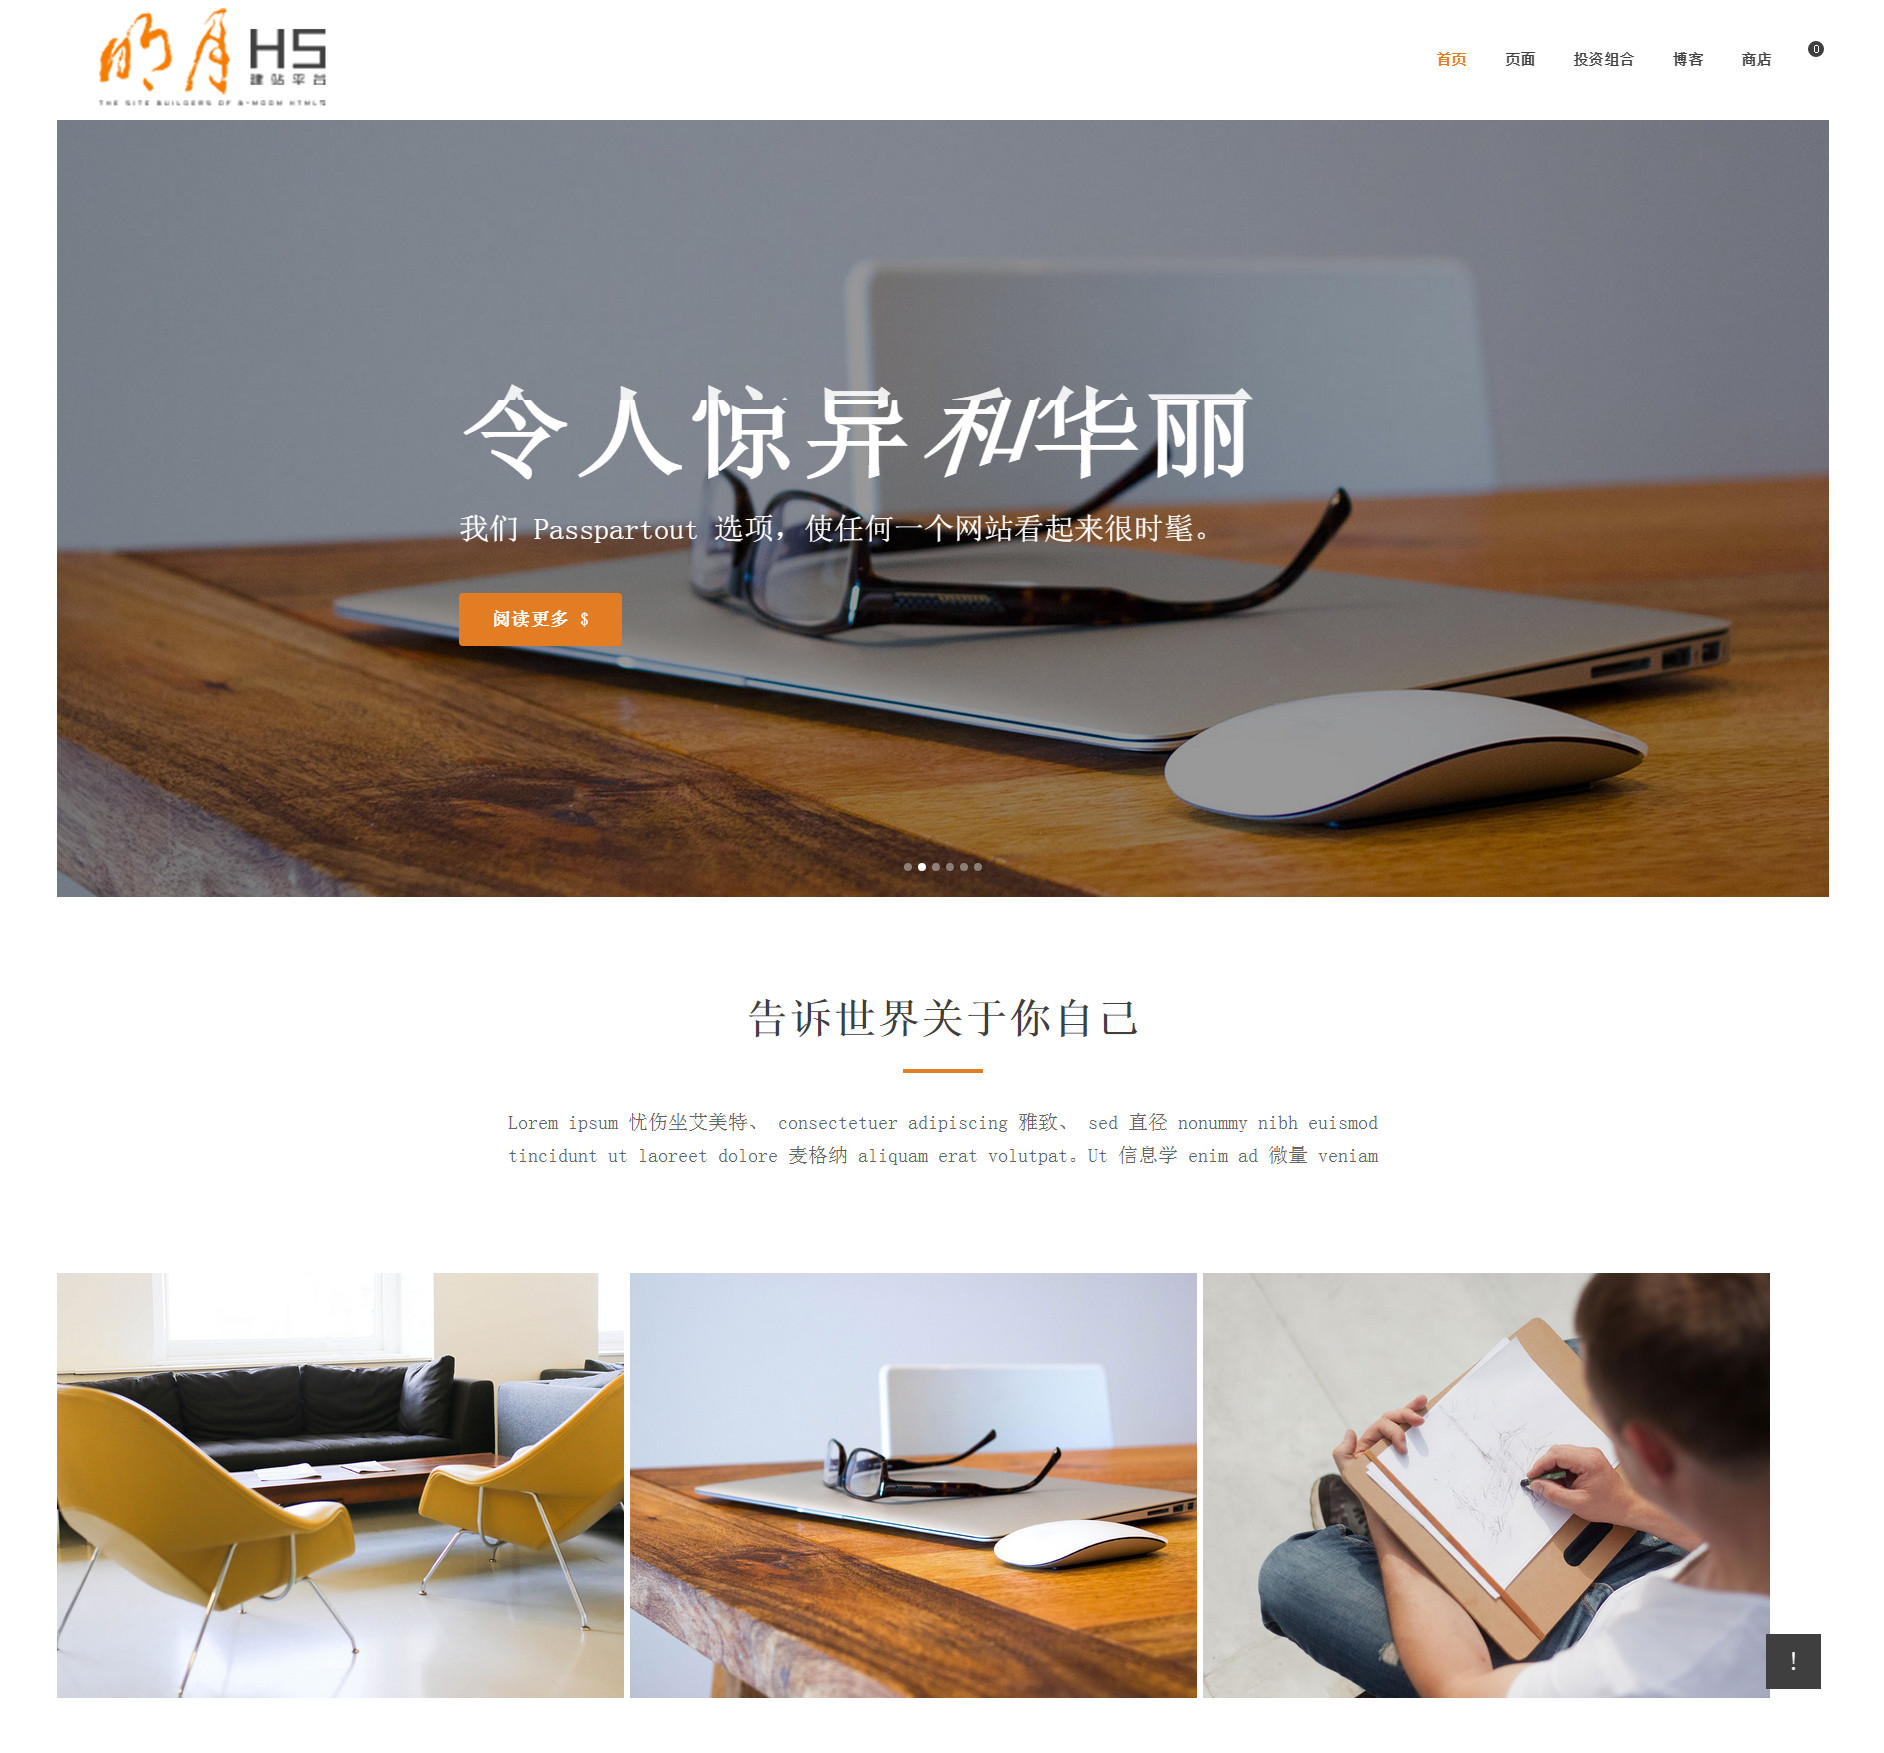 明月 H5
建站平台
THE SITE BUILDERS OF B-MOOM HTML5
首页 页面 投资组合 博客 商店 0
令人惊异和华丽
我们 Passpartout 选项，使任何一个网站看起来很时髦。
阅读更多 $
告诉世界关于你自己
Lorem ipsum 忧伤坐艾美特、 consectetuer adipiscing 雅致、 sed 直径 nonummy nibh euismod
tincidunt ut laoreet dolore 麦格纳 aliquam erat volutpat。Ut 信息学 enim ad 微量 veniam
!